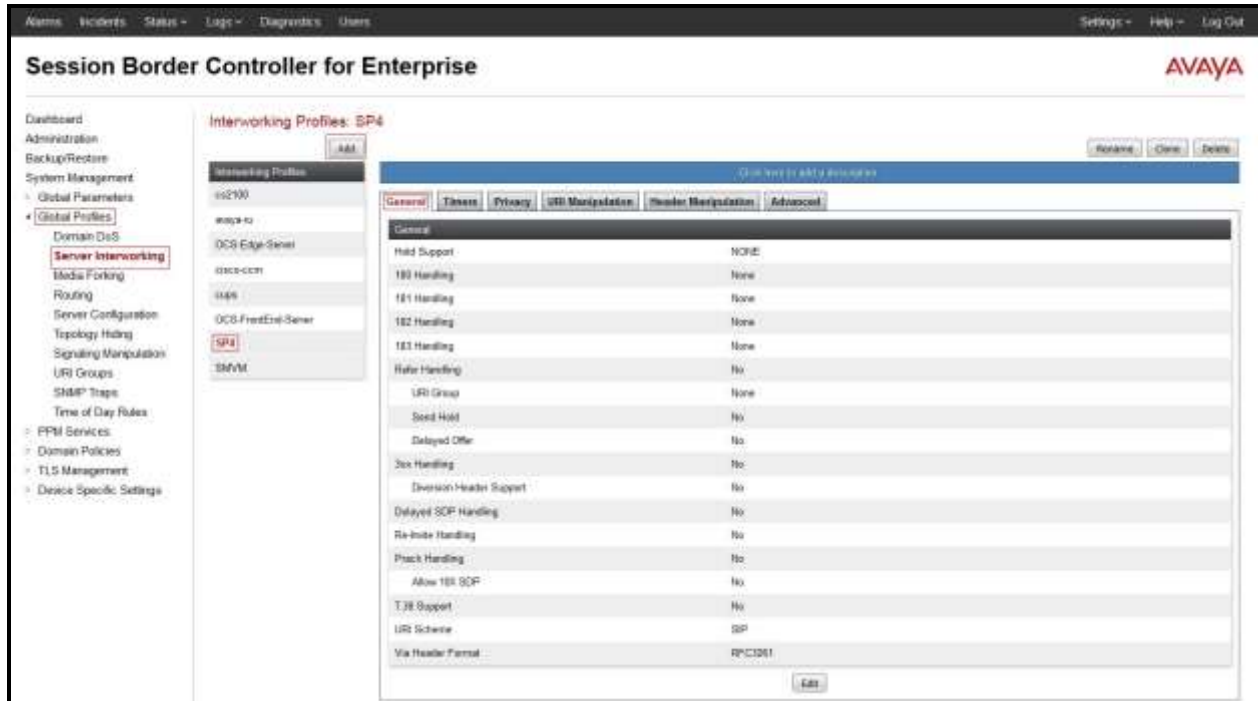 Alarms Incidents Status Logs Diagnostics Users Settings Help Log Out
Session Border Controller for Enterprise
AVAYA
Dashboard
Administration
Backup/Restore
System Management
Global Parameters
Global Profiles
Domain DoS
Server Interworking
Media Forking
Routing
Server Configuration
Topology Hiding
Signaling Manipulation
URI Groups
SNMP Traps
Time of Day Rules
PPM Services
Domain Policies
TLS Management
Device Specific Settings
Interworking Profiles: SP4
Add
Rename Clone Delete
Interworking Profiles
cs2100
avaya-ru
OCS-Edge-Server
cisco-ccm
cups
OCS-FrontEnd-Server
SP4
SMVM
Click here to add a description.
General Timers Privacy URI Manipulation Header Manipulation Advanced
General
Hold Support NONE
180 Handling None
181 Handling None
182 Handling None
183 Handling None
Refer Handling No
URI Group None
Send Hold No
Delayed Offer No
3xx Handling No
Diversion Header Support No
Delayed SDP Handling No
Re-Invite Handling No
Prack Handling No
Allow 18X SDP No
T.38 Support No
URI Scheme SIP
Via Header Format RFC3261
Edit